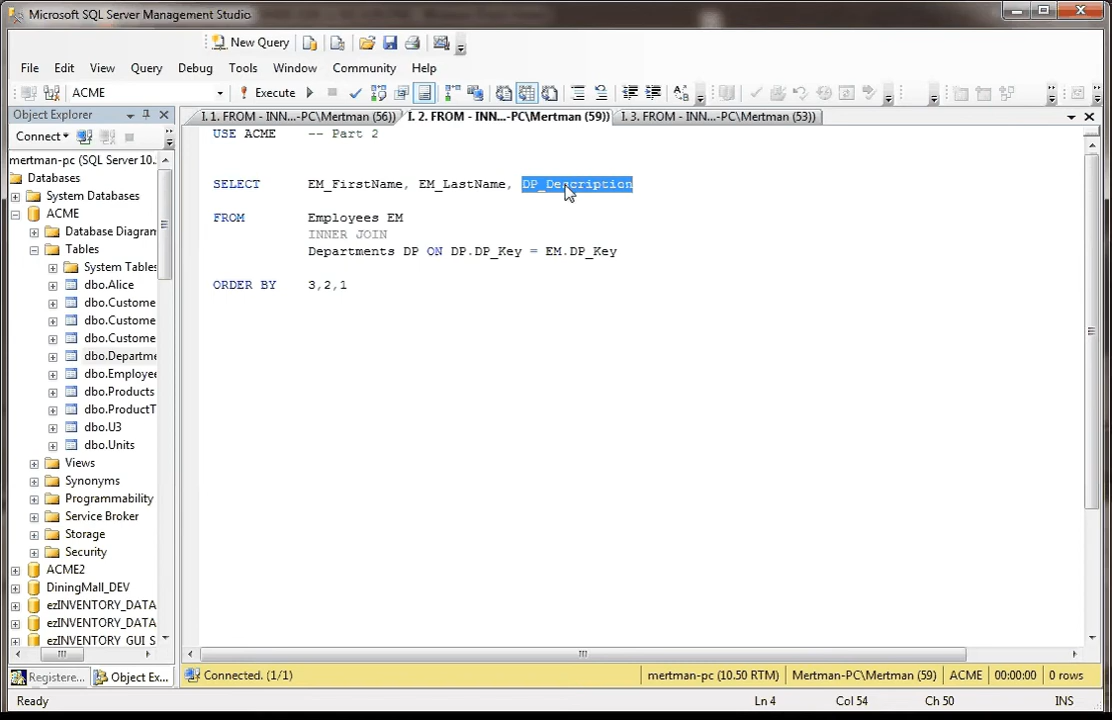 Microsoft SQL Server Management Studio
New Query
File Edit View Query Debug Tools Window Community Help
ACME Execute
Object Explorer
I. 1. FROM - INN...-PC\Mertman (56))
I. 2. FROM - INN...-PC\Mertman (59))
I. 3. FROM - INN...-PC\Mertman (53))
Connect
mertman-pc (SQL Server 10.
Databases
System Databases
ACME
Database Diagran
Tables
System Tables
dbo.Alice
dbo.Custome
dbo.Custome
dbo.Custome
dbo.Departme
dbo.Employee
dbo.Products
dbo.ProductT
dbo.U3
dbo.Units
Views
Synonyms
Programmability
Service Broker
Storage
Security
ACME2
DiningMall_DEV
ezINVENTORY_DATA
ezINVENTORY_DATA
ezINVENTORY GUI S
Registere...
Object Ex...
USE ACME -- Part 2
SELECT EM_FirstName, EM_LastName, DP_Description
FROM Employees EM
INNER JOIN
Departments DP ON DP.DP_Key = EM.DP_Key
ORDER BY 3,2,1
Connected. (1/1)
mertman-pc (10.50 RTM) Mertman-PC\Mertman (59) ACME 00:00:00 0 rows
Ready Ln 4 Col 54 Ch 50 INS